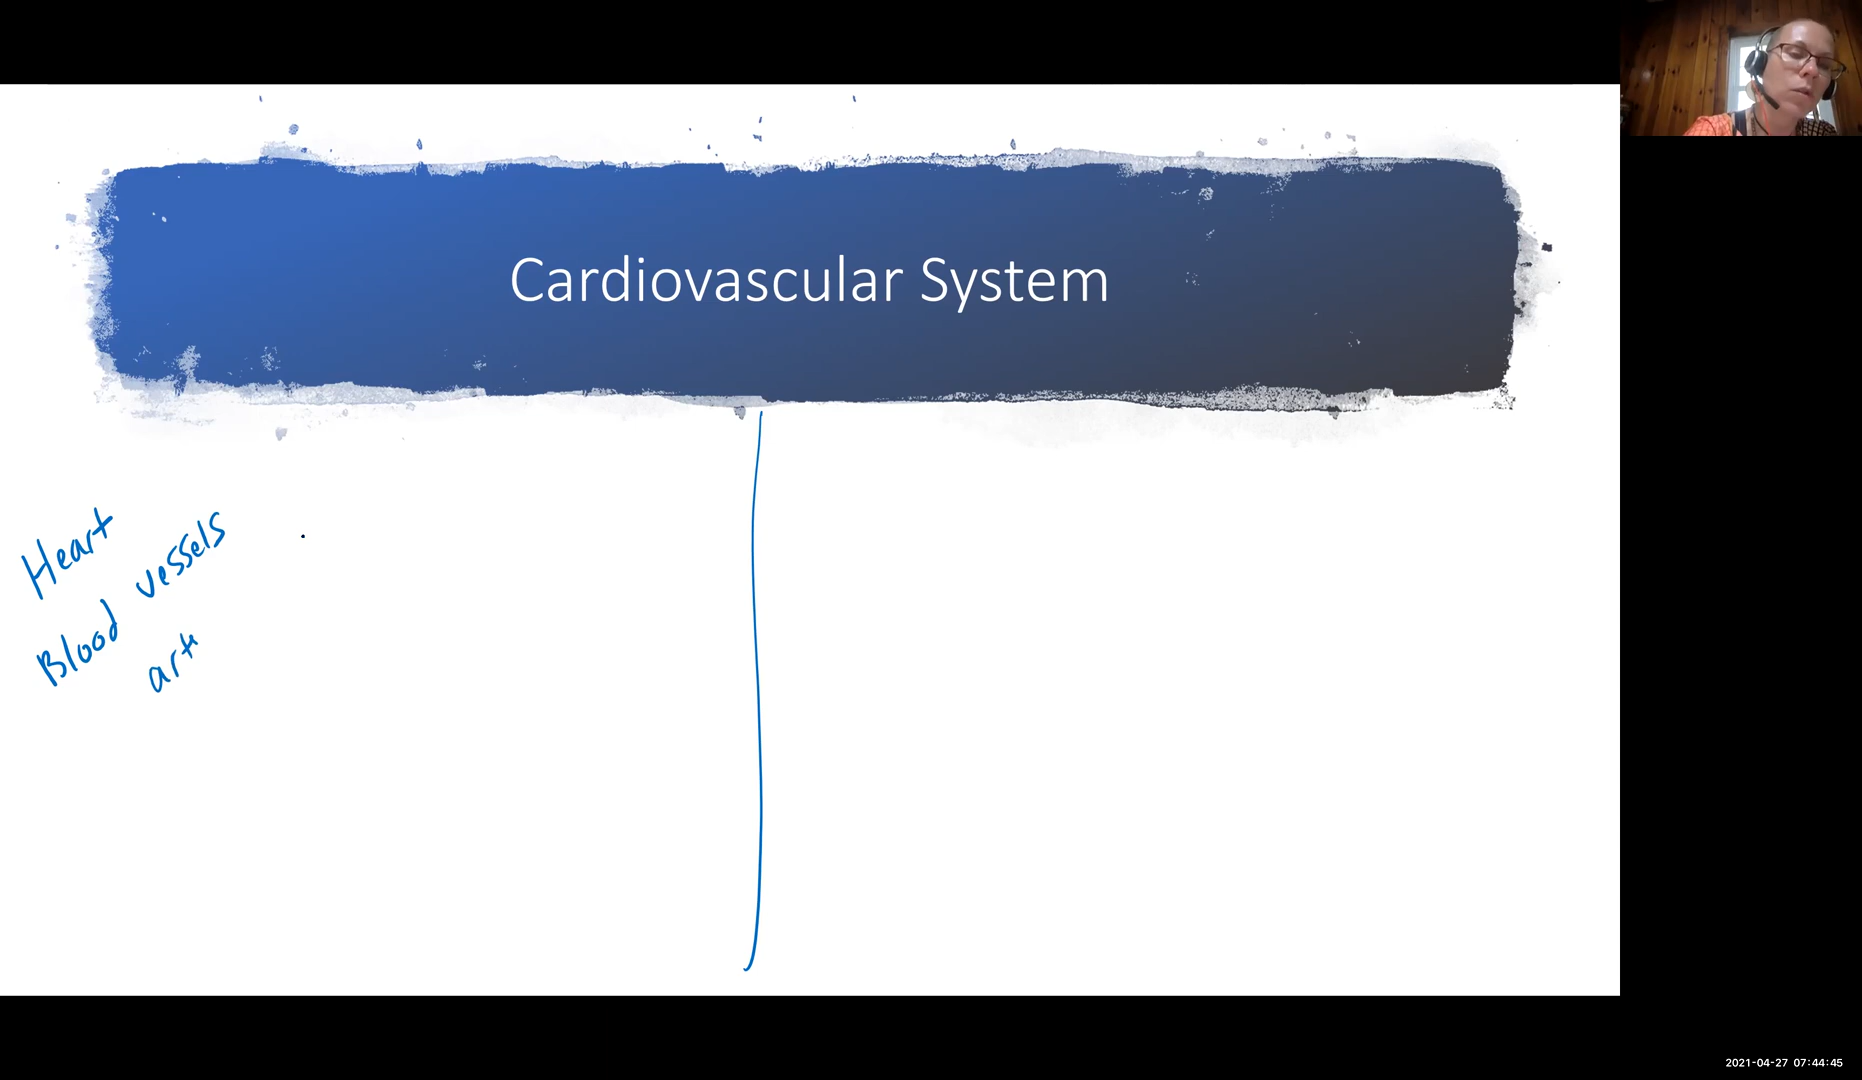 Cardiovascular System
Heart
Blood vessels
art
2021-04-27 07:44:45